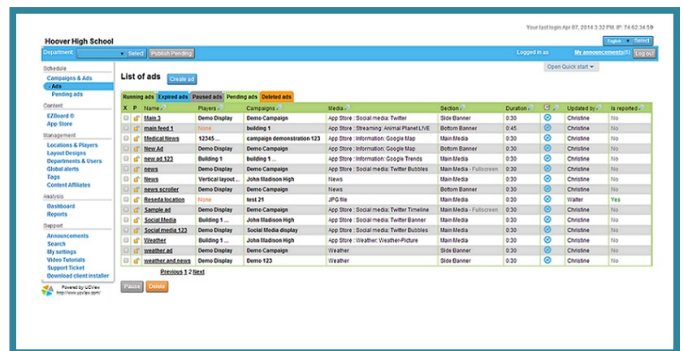 Your last login Apr 07, 2014 3:32 PM. IP: 74.62.34.59
Hoover High School
English Select
Department: Select Publish Pending Logged in as My announcements(0) Log out
Open Quick start
Schedule
Campaigns & Ads
Ads
Pending ads
Content
EZBoard ®
App Store
Management
Locations & Players
Layout Designs
Departments & Users
Global alerts
Tags
Content Affiliates
Analysis
Dashboard
Reports
Support
Announcements
Search
My settings
Video Tutorials
Support Ticket
Download client installer
Powered by UCView
http://www.ucview.com/
List of ads Create ad
Running ads Expired ads Paused ads Pending ads Deleted ads
X P Name Players Campaigns Media Section Duration Updated by Is reported
Main 3 Demo Display Demo Campaign App Store : Social media: Twitter Side Banner 0:30 Christine No
main feed 1 None building 1 App Store : Streaming: Animal Planet LIVE Bottom Banner 0:45 Christine No
Medical News 12345... campaign demonstration 123 App Store : Information: Google Map Main Media 0:30 Christine No
New Ad Demo Display Demo Campaign App Store : Information: Google Map Main Media 0:30 Christine No
new ad 123 Building 1 building 1... App Store : Information: Google Trends Main Media 0:30 Christine No
news Demo Display Demo Campaign App Store : Social media: Twitter Bubbles Main Media - Fullscreen 0:30 Christine No
News Vertical layout... John Madison High News Main Media 0:30 Christine No
news scroller Demo Display Demo Campaign News Bottom Banner 0:30 Christine No
Reseda location None test 21 JPG file Main Media 0:30 Walter Yes
Sample ad Demo Display Demo Campaign App Store : Social media: Twitter Timeline Main Media - Fullscreen 0:30 Christine No
Social Media Building 1 ... John Madison High App Store : Social media: Twitter Banner Main Media 0:30 Christine No
Social media 123 Demo Display Social Media display App Store : Social media: Twitter Bubbles Main Media 0:30 Christine No
Weather Building 1 ... John Madison High App Store : Weather: Weather-Picture Main Media 0:30 Christine No
weather ad Demo Display Demo Campaign Weather Side Banner 0:30 Christine No
weather and news Demo Display Demo 123 Weather Side Banner 0:30 Christine No
Previous 1 2 Next
Pause Delete